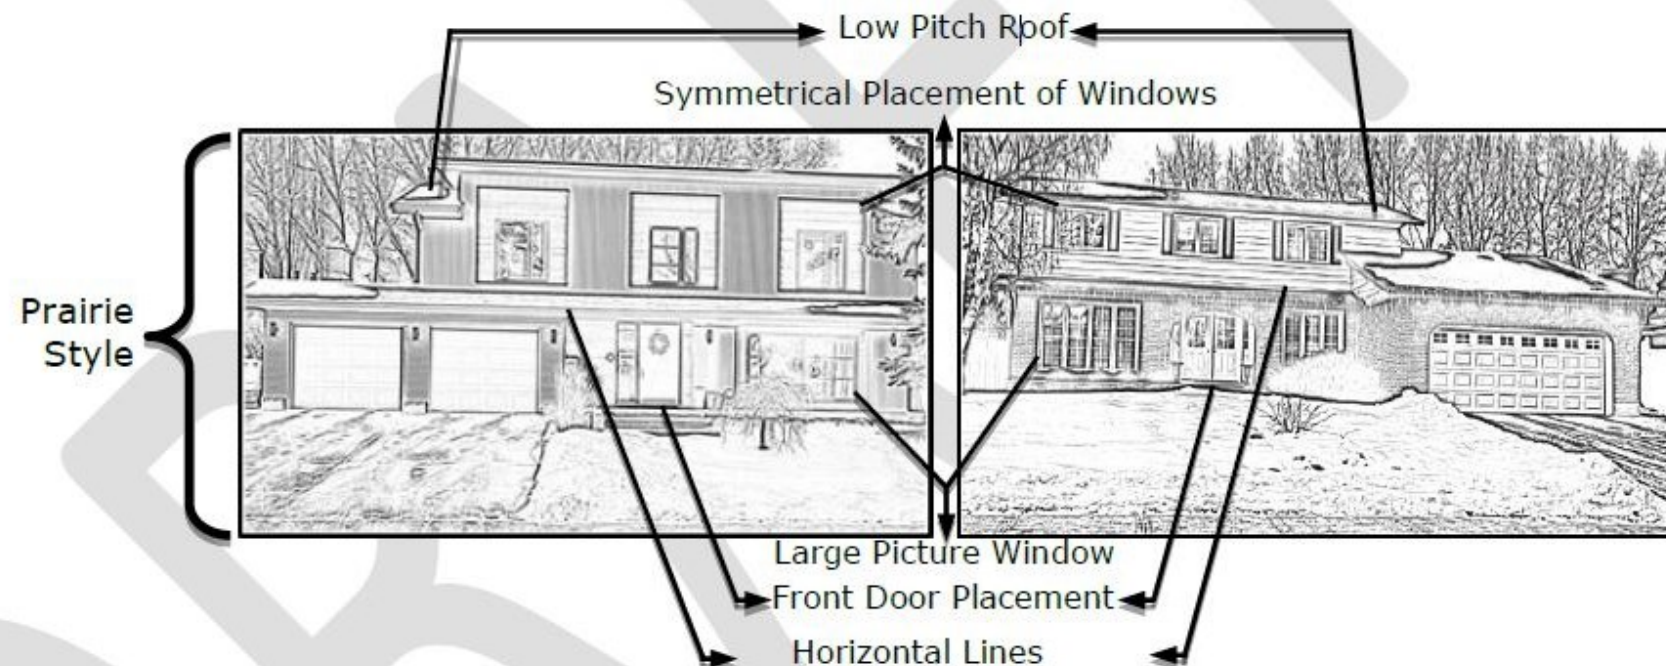 Low Pitch Roof
Symmetrical Placement of Windows
Prairie
Style
Large Picture Window
Front Door Placement
Horizontal Lines